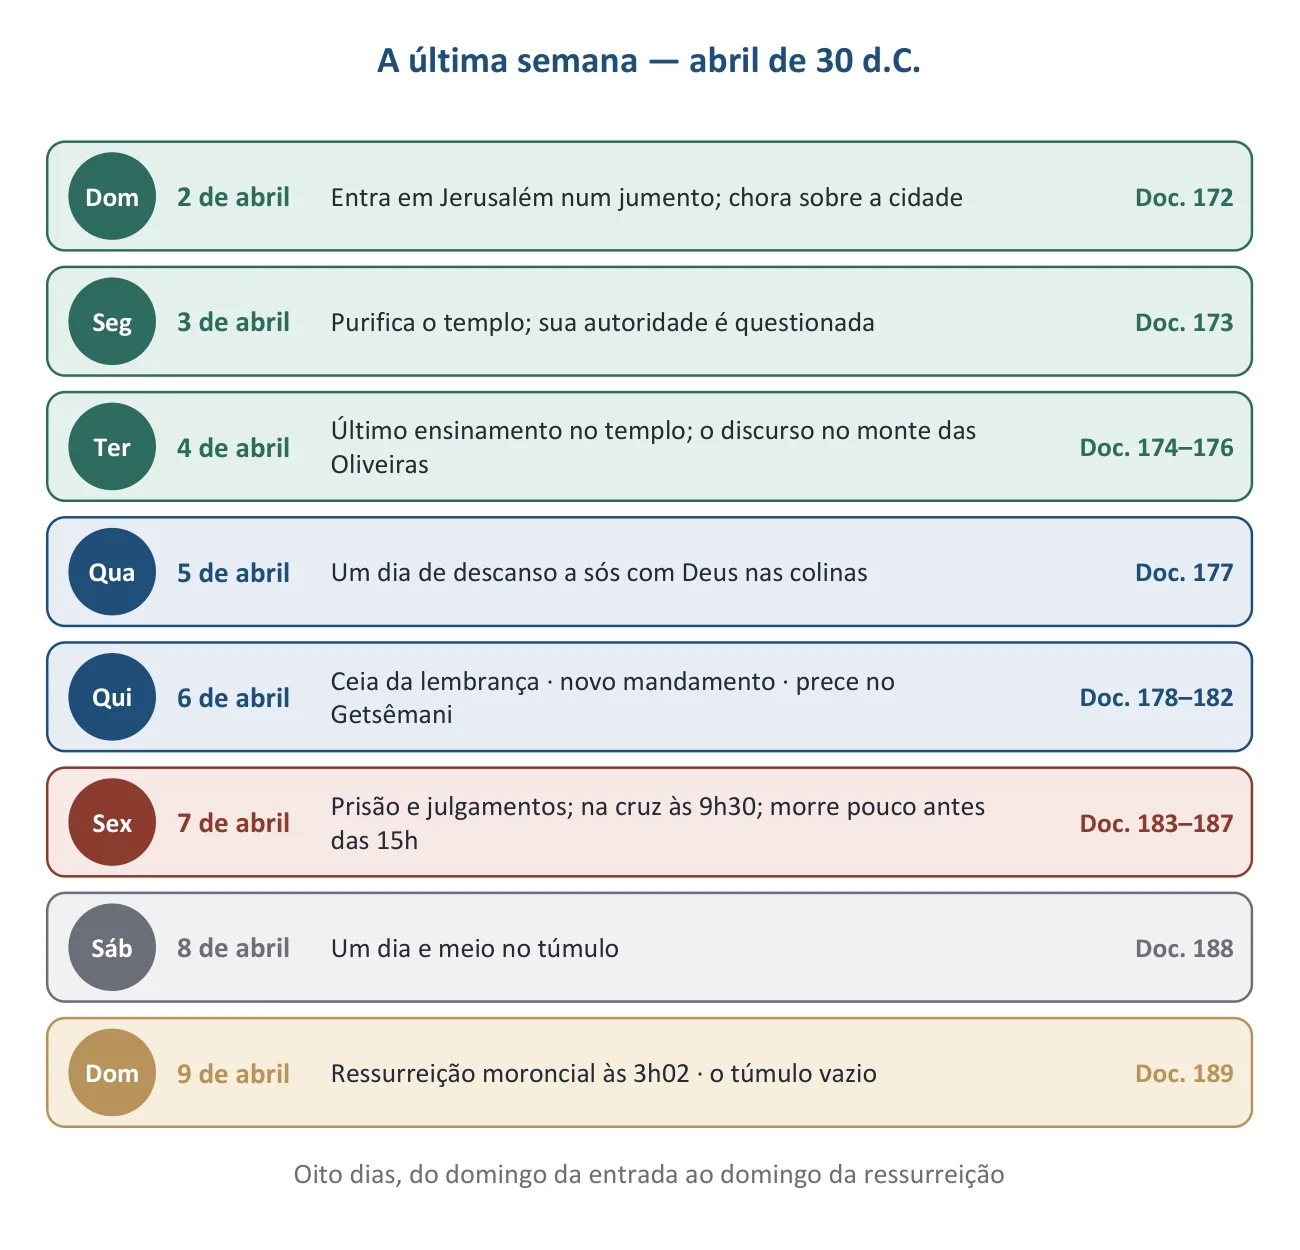 A última semana — abril de 30 d.C.
Dom 2 de abril Entra em Jerusalém num jumento; chora sobre a cidade Doc. 172
Seg 3 de abril Purifica o templo; sua autoridade é questionada Doc. 173
Ter 4 de abril Último ensinamento no templo; o discurso no monte das
Oliveiras Doc. 174–176
Qua 5 de abril Um dia de descanso a sós com Deus nas colinas Doc. 177
Qui 6 de abril Ceia da lembrança · novo mandamento · prece no
Getsêmani Doc. 178–182
Sex 7 de abril Prisão e julgamentos; na cruz às 9h30; morre pouco antes
das 15h Doc. 183–187
Sáb 8 de abril Um dia e meio no túmulo Doc. 188
Dom 9 de abril Ressurreição moroncial às 3h02 · o túmulo vazio Doc. 189
Oito dias, do domingo da entrada ao domingo da ressurreição